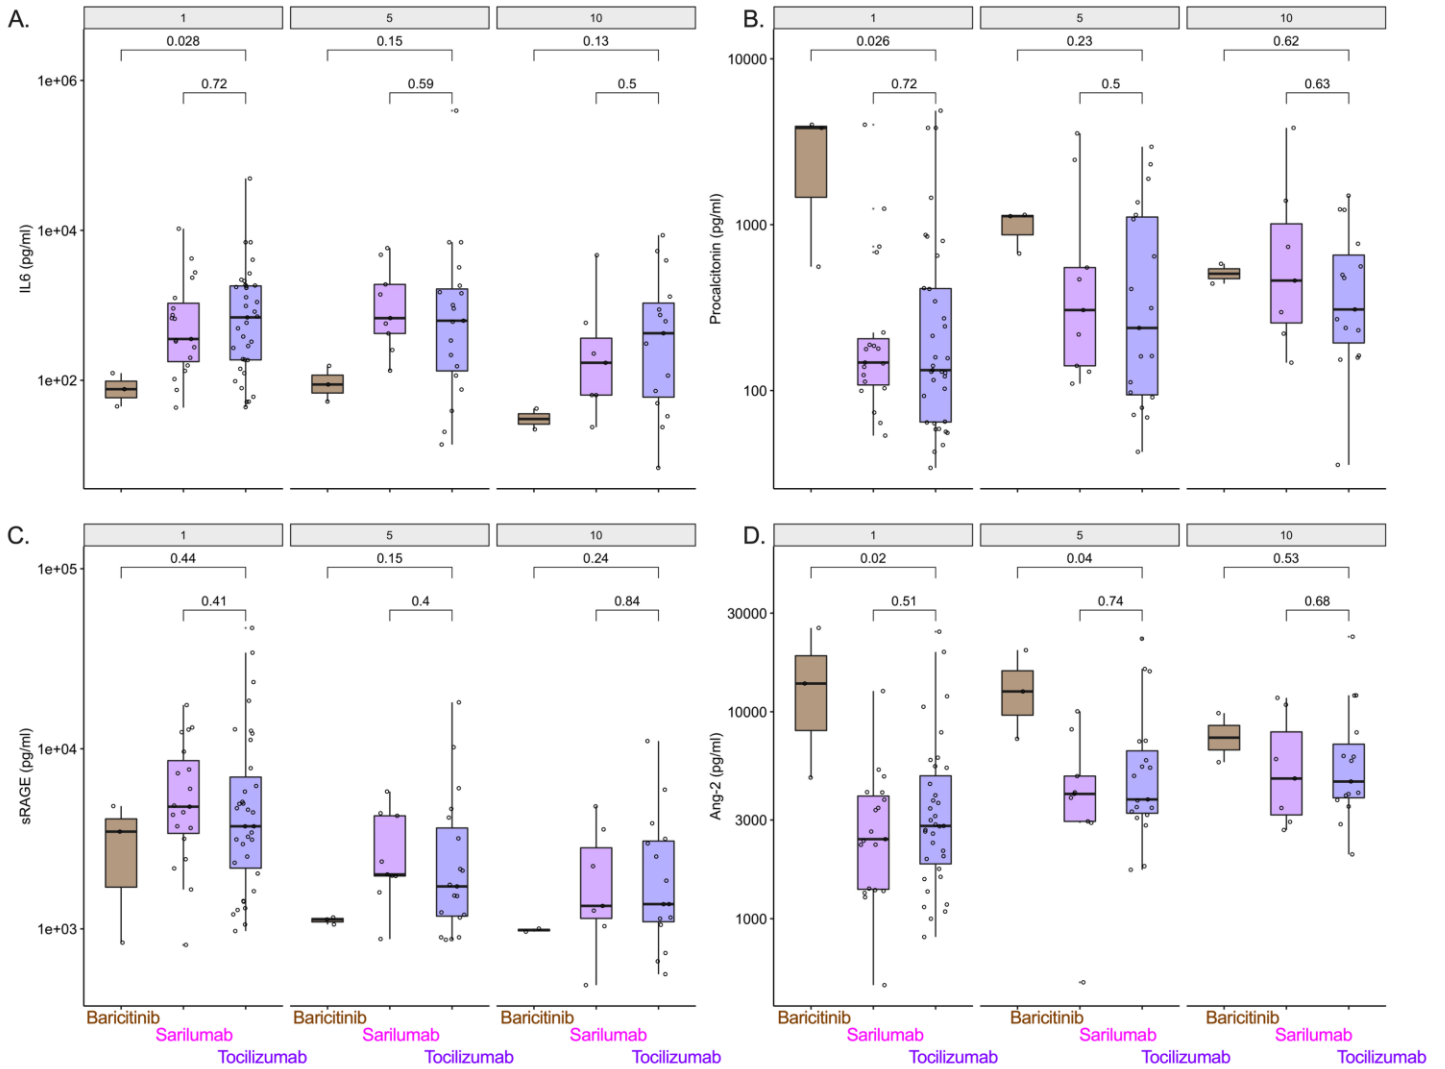 A.
1
5
10
0.028
0.15
0.13
0.72
0.59
0.5
1e+06
1e+04
1e+02
IL6 (pg/ml)
B.
1
5
10
0.026
0.23
0.62
0.72
0.5
0.63
10000
1000
100
Procalcitonin (pg/ml)
C.
1
5
10
0.44
0.15
0.24
0.41
0.4
0.84
1e+05
1e+04
1e+03
sRAGE (pg/ml)
Baricitinib
Sarilumab
Tocilizumab
Baricitinib
Sarilumab
Tocilizumab
Baricitinib
Sarilumab
Tocilizumab
D.
1
5
10
0.02
0.04
0.53
0.51
0.74
0.68
30000
10000
3000
1000
Ang-2 (pg/ml)
Baricitinib
Sarilumab
Tocilizumab
Baricitinib
Sarilumab
Tocilizumab
Baricitinib
Sarilumab
Tocilizumab